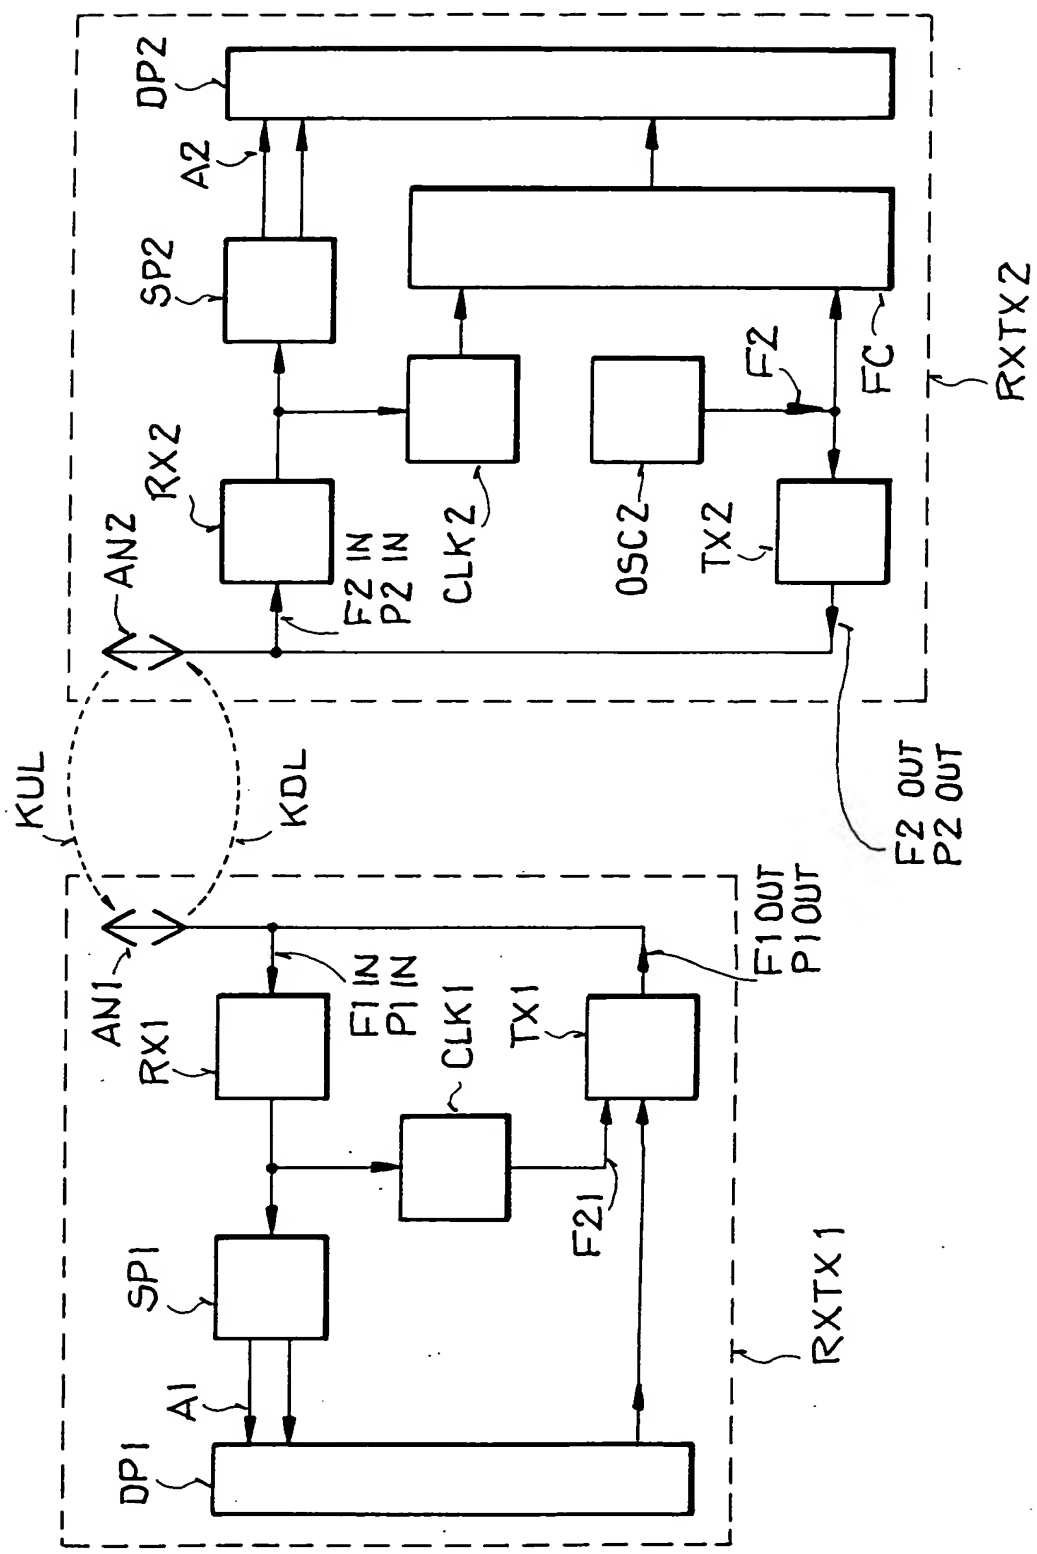 KUL
KDL
AN1
RX1
F1 IN
P1 IN
SP1
A1
DP1
CLK1
TX1
F21
F1 OUT
P1 OUT
RXTX1
AN2
RX2
F2 IN
P2 IN
SP2
A2
DP2
CLK2
OSC2
F2
FC
TX2
F2 OUT
P2 OUT
RXTX2